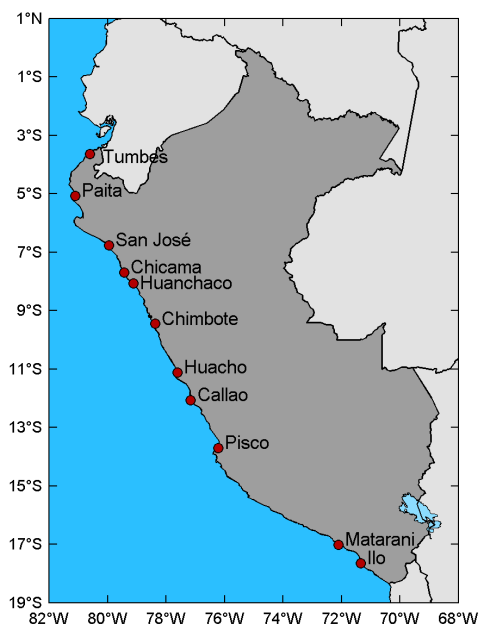 1°N
1°S
3°S
Tumbes
5°S
Paita
7°S
San José
Chicama
Huanchaco
9°S
Chimbote
11°S
Huacho
Callao
13°S
Pisco
15°S
17°S
Matarani
Ilo
19°S
82°W 80°W 78°W 76°W 74°W 72°W 70°W 68°W